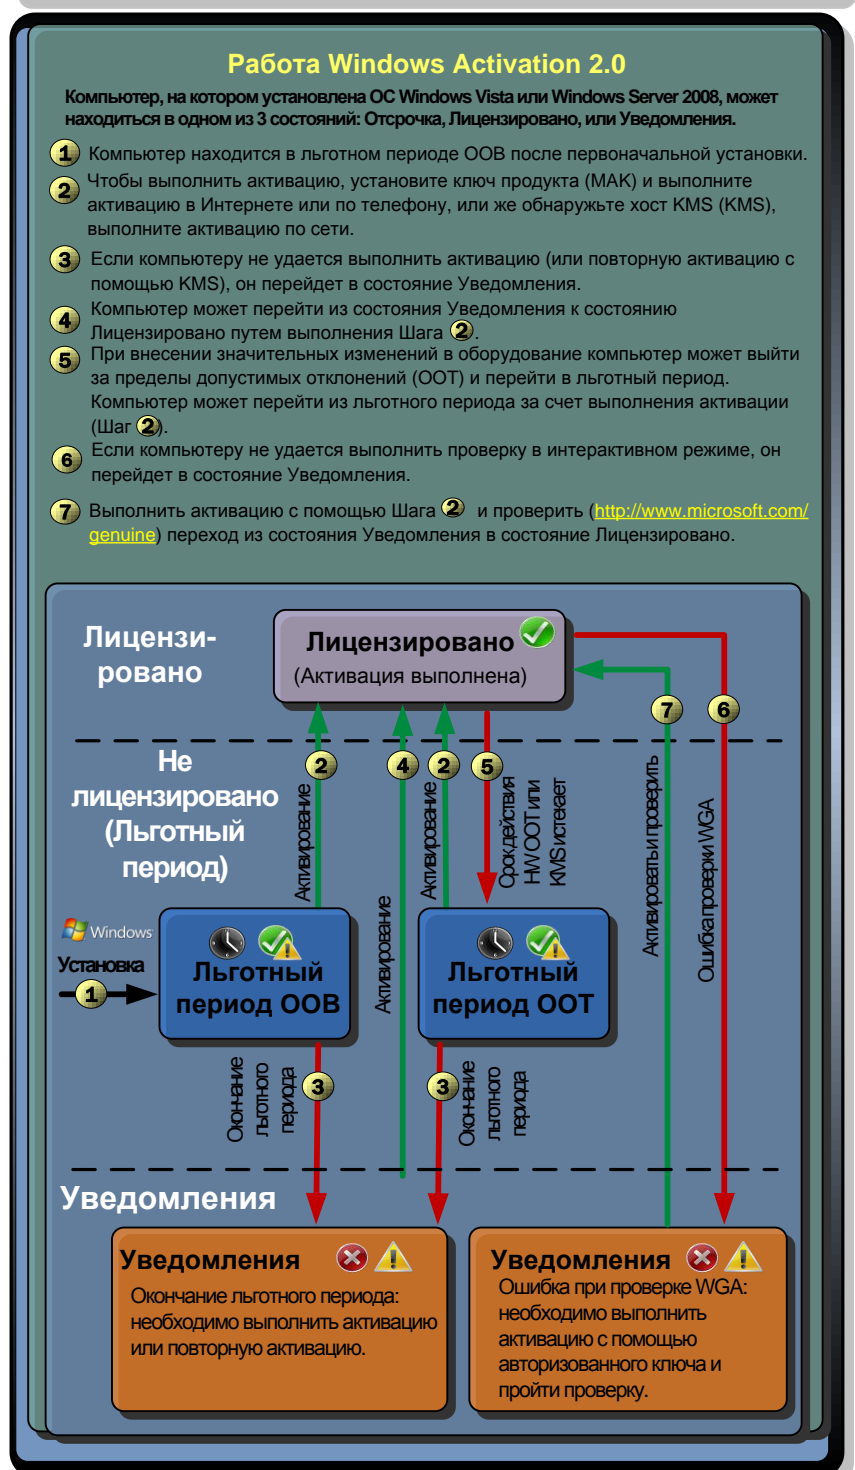 Работа Windows Activation 2.0
Компьютер, на котором установлена ОС Windows Vista или Windows Server 2008, может
находиться в одном из 3 состояний: Отсрочка, Лицензировано, или Уведомления.
1 Компьютер находится в льготном периоде OOB после первоначальной установки.
2 Чтобы выполнить активацию, установите ключ продукта (MAK) и выполните
активацию в Интернете или по телефону, или же обнаружьте хост KMS (KMS),
выполните активацию по сети.
3 Если компьютеру не удается выполнить активацию (или повторную активацию с
помощью KMS), он перейдет в состояние Уведомления.
4 Компьютер может перейти из состояния Уведомления к состоянию
Лицензировано путем выполнения Шага 2.
5 При внесении значительных изменений в оборудование компьютер может выйти
за пределы допустимых отклонений (OOT) и перейти в льготный период.
Компьютер может перейти из льготного периода за счет выполнения активации
(Шаг 2).
6 Если компьютеру не удается выполнить проверку в интерактивном режиме, он
перейдет в состояние Уведомления.
7 Выполнить активацию с помощью Шага 2 и проверить (http://www.microsoft.com/
genuine) переход из состояния Уведомления в состояние Лицензировано.
Лицензи-
ровано
Лицензировано
(Активация выполнена)
7
6
Не
лицензировано
(Льготный
период)
2
4
2
5
Активирование
Активирование
Активирование
Срок действия
HW OOT или
KMS истекает
Активировать и проверить
Ошибка проверки WGA
Windows
Установка
1
Льготный
период OOB
Льготный
период OOT
Окончание
льготного
периода
3
3
Окончание
льготного
периода
Уведомления
Уведомления
Окончание льготного периода:
необходимо выполнить активацию
или повторную активацию.
Уведомления
Ошибка при проверке WGA:
необходимо выполнить
активацию с помощью
авторизованного ключа и
пройти проверку.